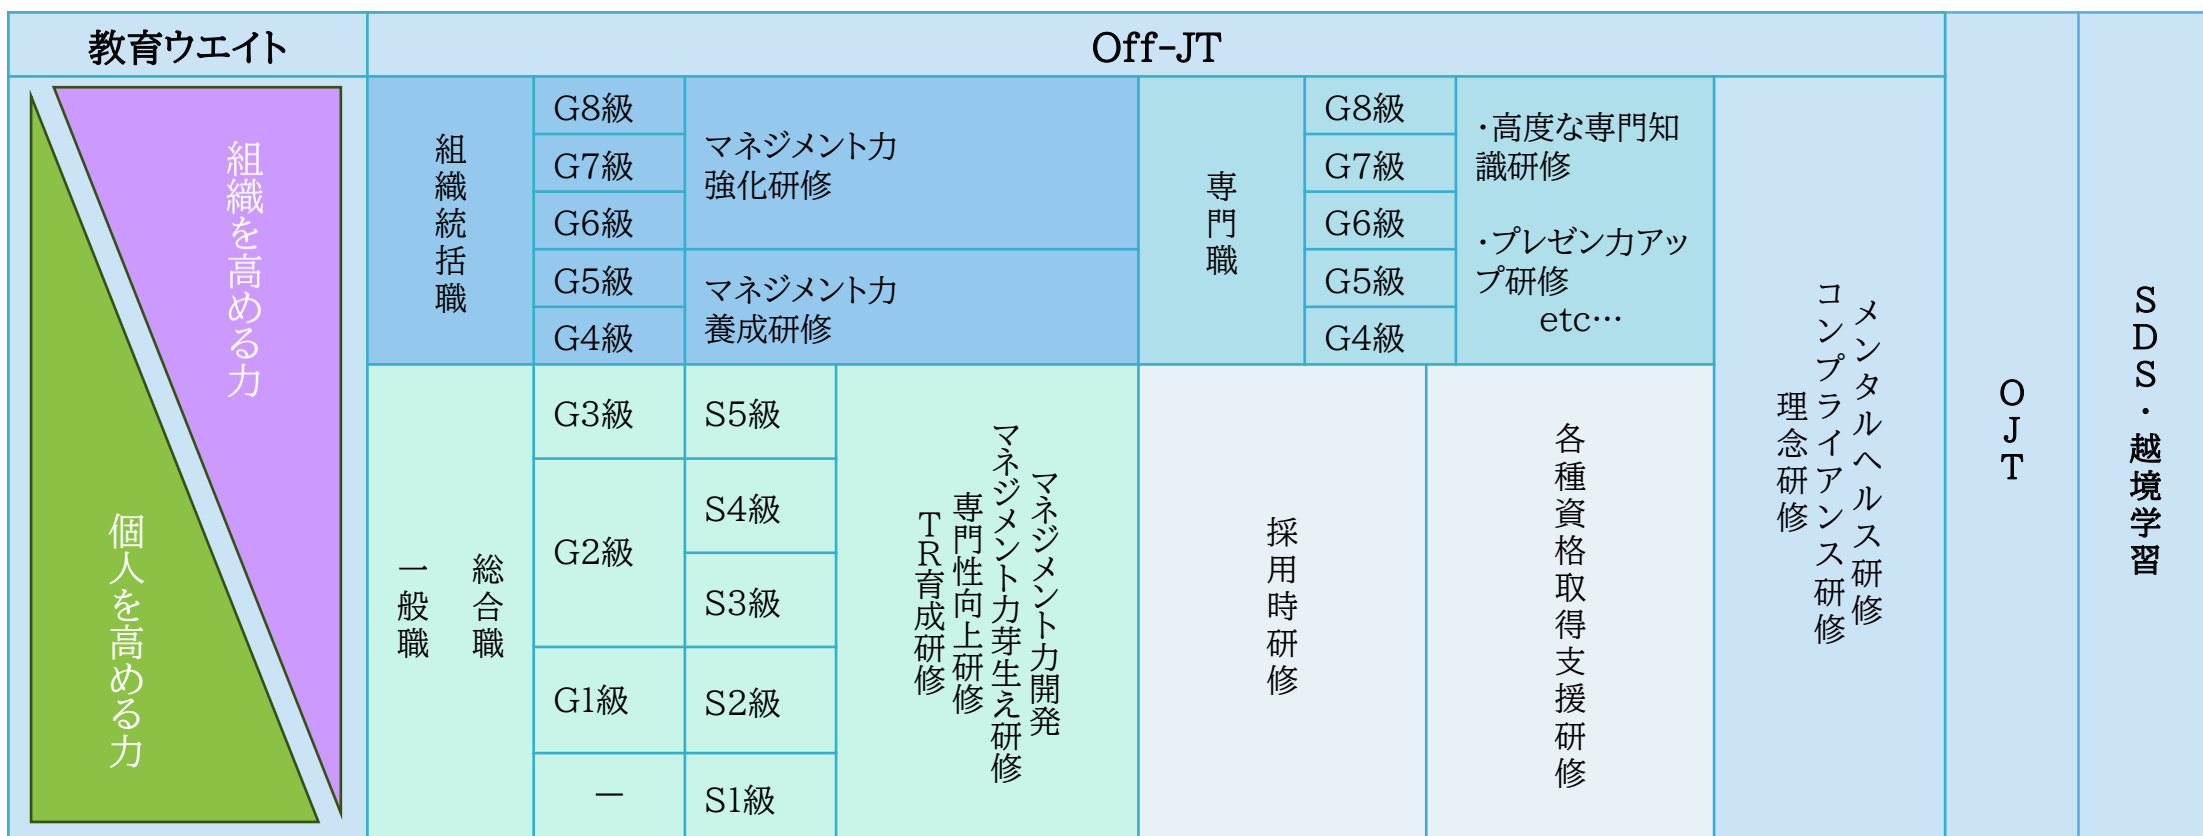 教育ウエイト
Off-JT
組織を高める力
個人を高める力
組織統括職
G8級
G7級
G6級
G5級
G4級
マネジメント力
強化研修
マネジメント力
養成研修
専門職
G8級
G7級
G6級
G5級
G4級
・高度な専門知
識研修
・プレゼン力アッ
プ研修
etc…
総合職
一般職
G3級
G2級
G1級
－
S5級
S4級
S3級
S2級
S1級
マネジメント力開発
マネジメント力芽生え研修
専門性向上研修
TR育成研修
採用時研修
各種資格取得支援研修
メンタルヘルス研修
コンプライアンス研修
理念研修
OJT
SDS・越境学習